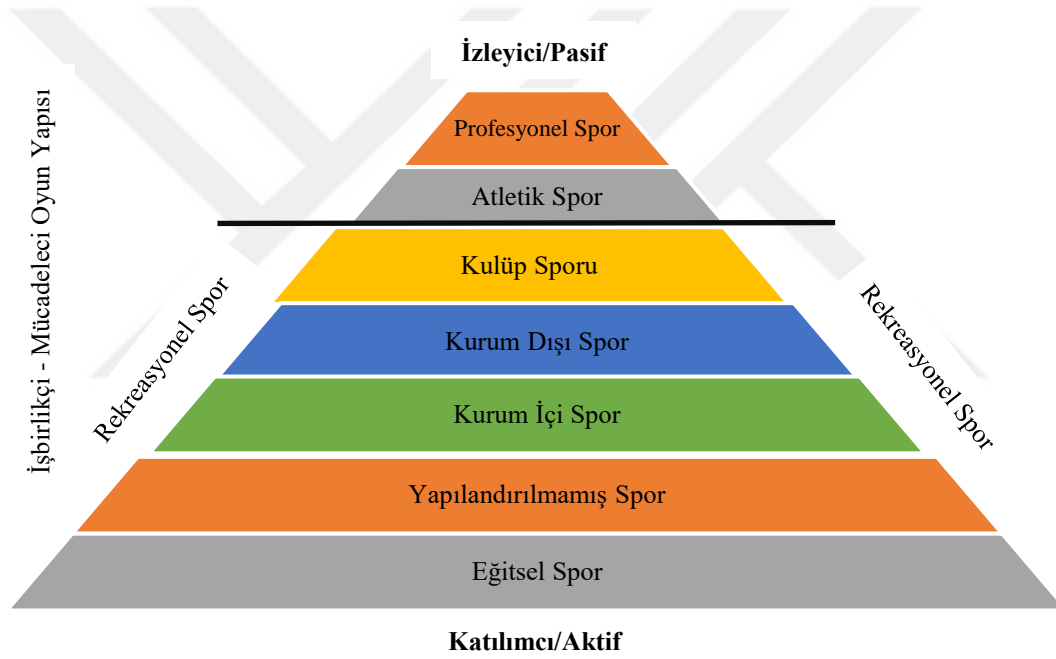 İzleyici/Pasif
Profesyonel Spor
Atletik Spor
Kulüp Sporu
Kurum Dışı Spor
Kurum İçi Spor
Yapılandırılmamış Spor
Eğitsel Spor
Katılımcı/Aktif
İşbirlikçi - Mücadeleci Oyun Yapısı
Rekreasyonel Spor
Rekreasyonel Spor